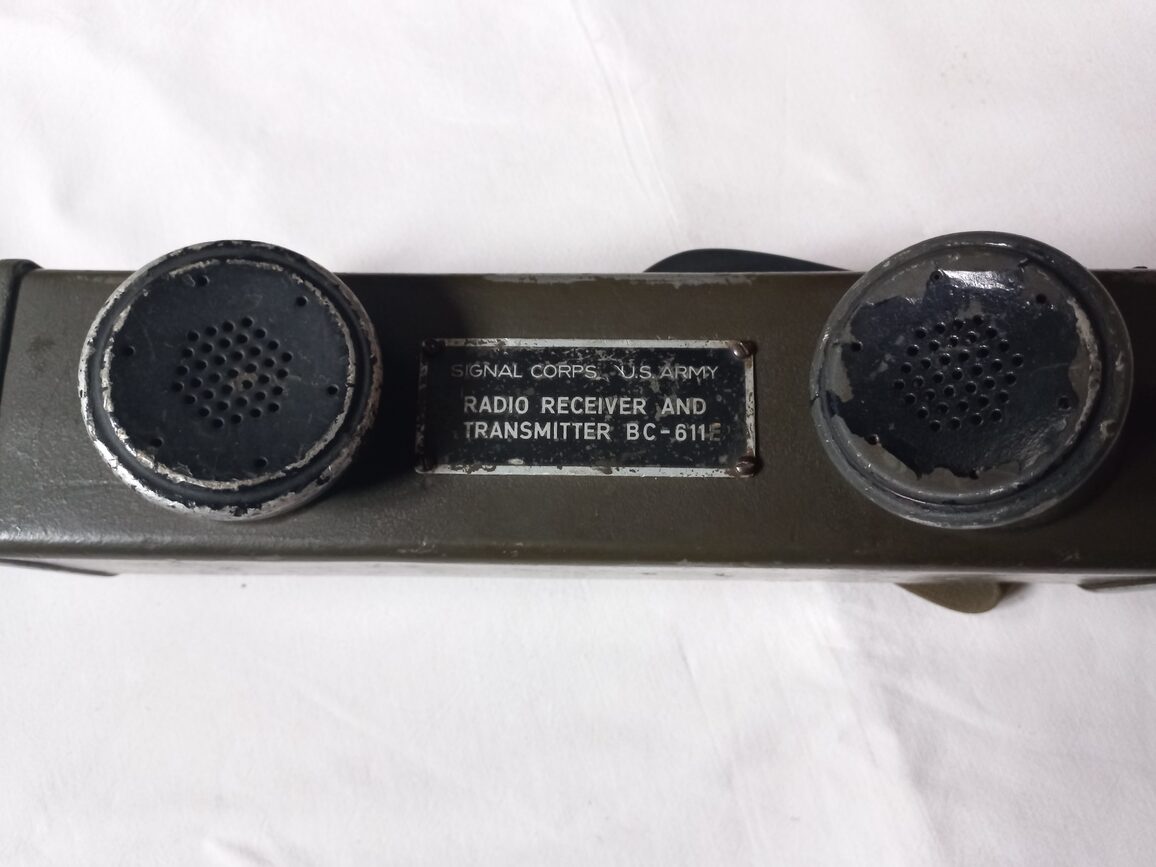 SIGNAL CORPS, U.S. ARMY
RADIO RECEIVER AND
TRANSMITTER BC-611E